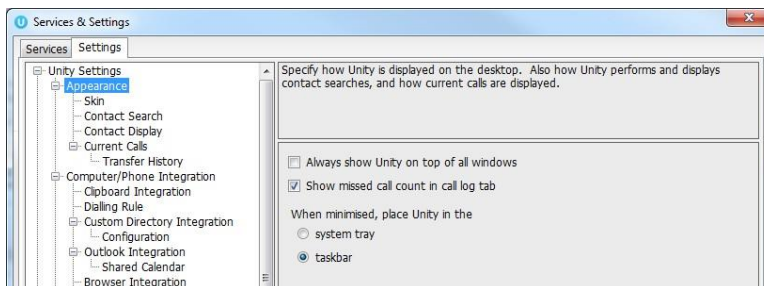 Services & Settings
Services
Settings
Unity Settings
Appearance
Skin
Contact Search
Contact Display
Current Calls
Transfer History
Computer/Phone Integration
Clipboard Integration
Dialling Rule
Custom Directory Integration
Configuration
Outlook Integration
Shared Calendar
Browser Integration
Specify how Unity is displayed on the desktop. Also how Unity performs and displays
contact searches, and how current calls are displayed.
Always show Unity on top of all windows
Show missed call count in call log tab
When minimised, place Unity in the
system tray
taskbar